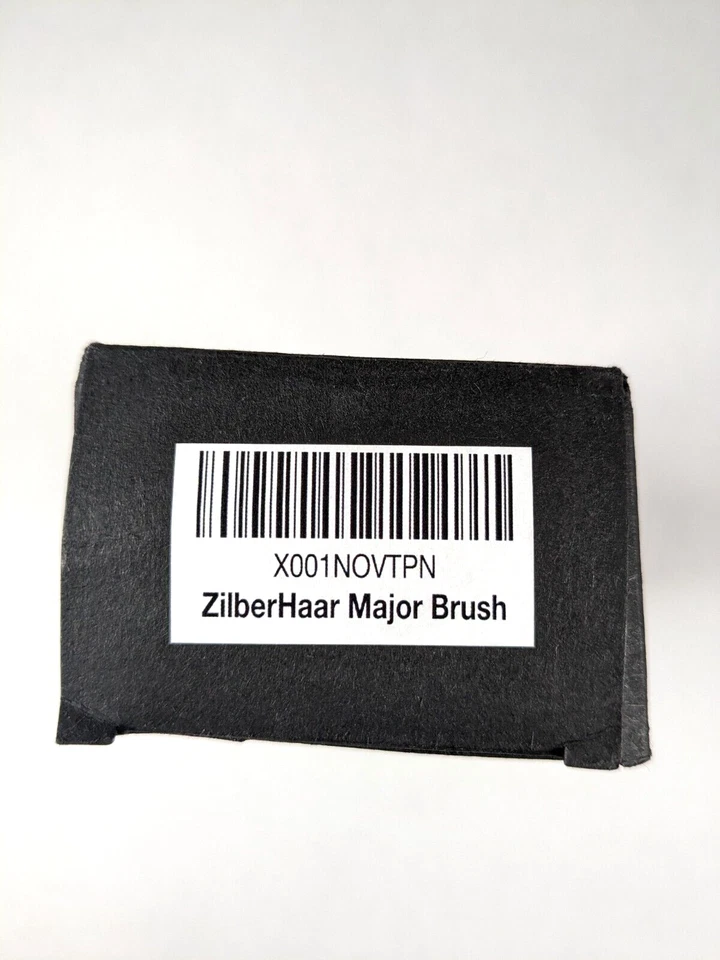 X001NOVTPN
ZilberHaar Major Brush